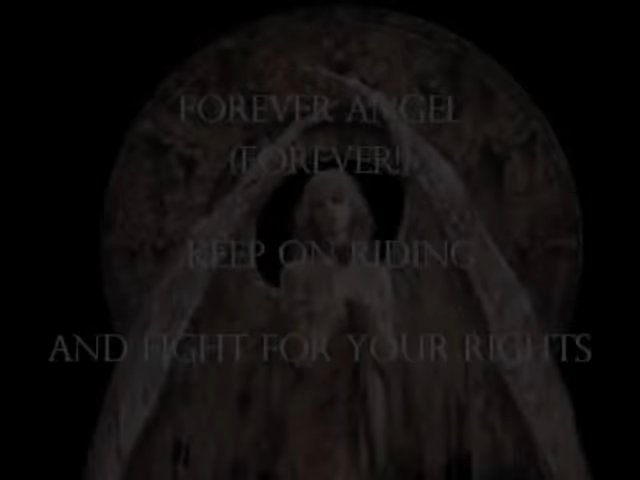 FOREVER ANGEL
(FOREVER!)
KEEP ON RIDING
AND FIGHT FOR YOUR RIGHTS